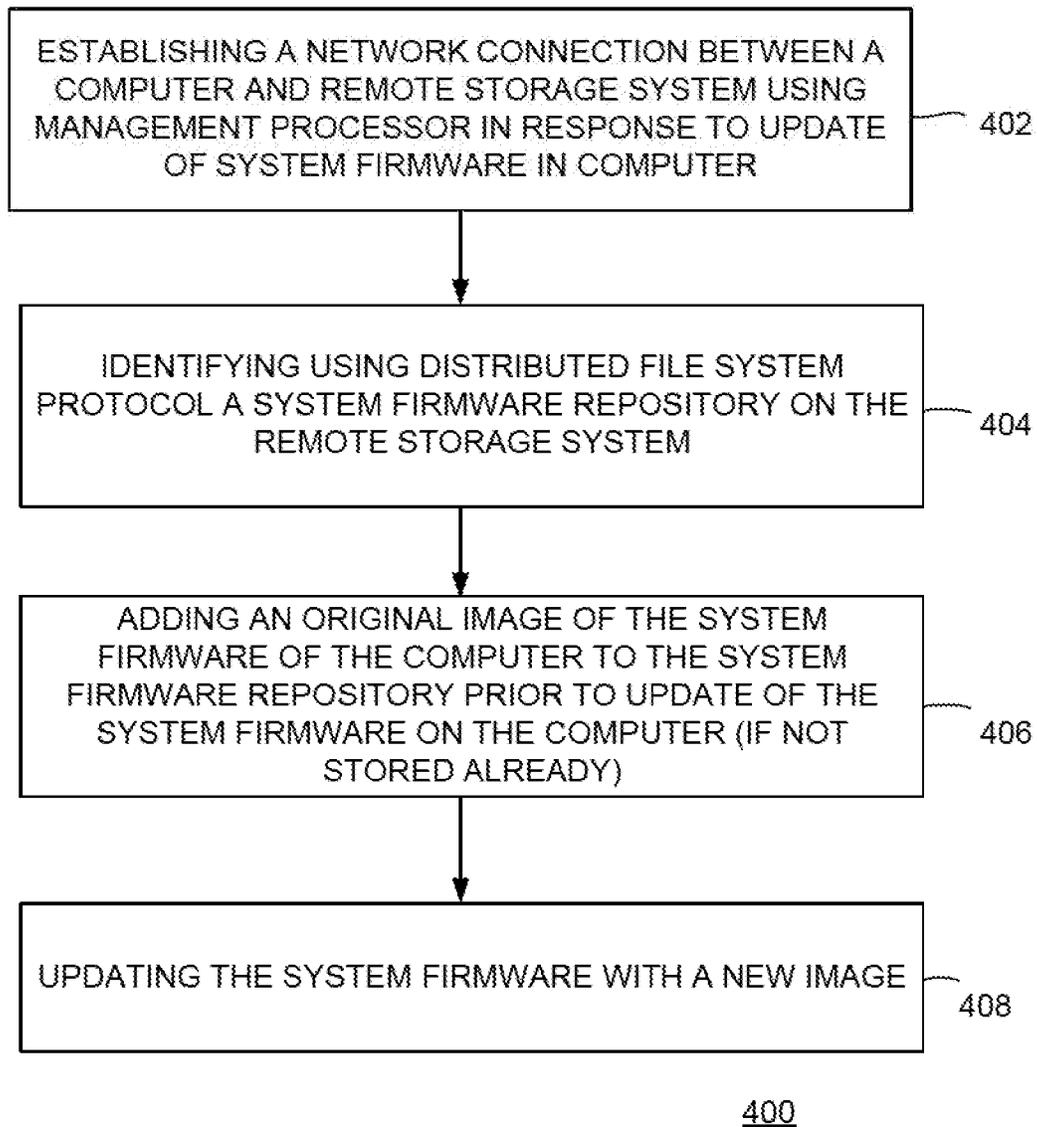 ESTABLISHING A NETWORK CONNECTION BETWEEN A
COMPUTER AND REMOTE STORAGE SYSTEM USING
MANAGEMENT PROCESSOR IN RESPONSE TO UPDATE
OF SYSTEM FIRMWARE IN COMPUTER
402
IDENTIFYING USING DISTRIBUTED FILE SYSTEM
PROTOCOL A SYSTEM FIRMWARE REPOSITORY ON THE
REMOTE STORAGE SYSTEM
404
ADDING AN ORIGINAL IMAGE OF THE SYSTEM
FIRMWARE OF THE COMPUTER TO THE SYSTEM
FIRMWARE REPOSITORY PRIOR TO UPDATE OF THE
SYSTEM FIRMWARE ON THE COMPUTER (IF NOT
STORED ALREADY)
406
UPDATING THE SYSTEM FIRMWARE WITH A NEW IMAGE
408
400